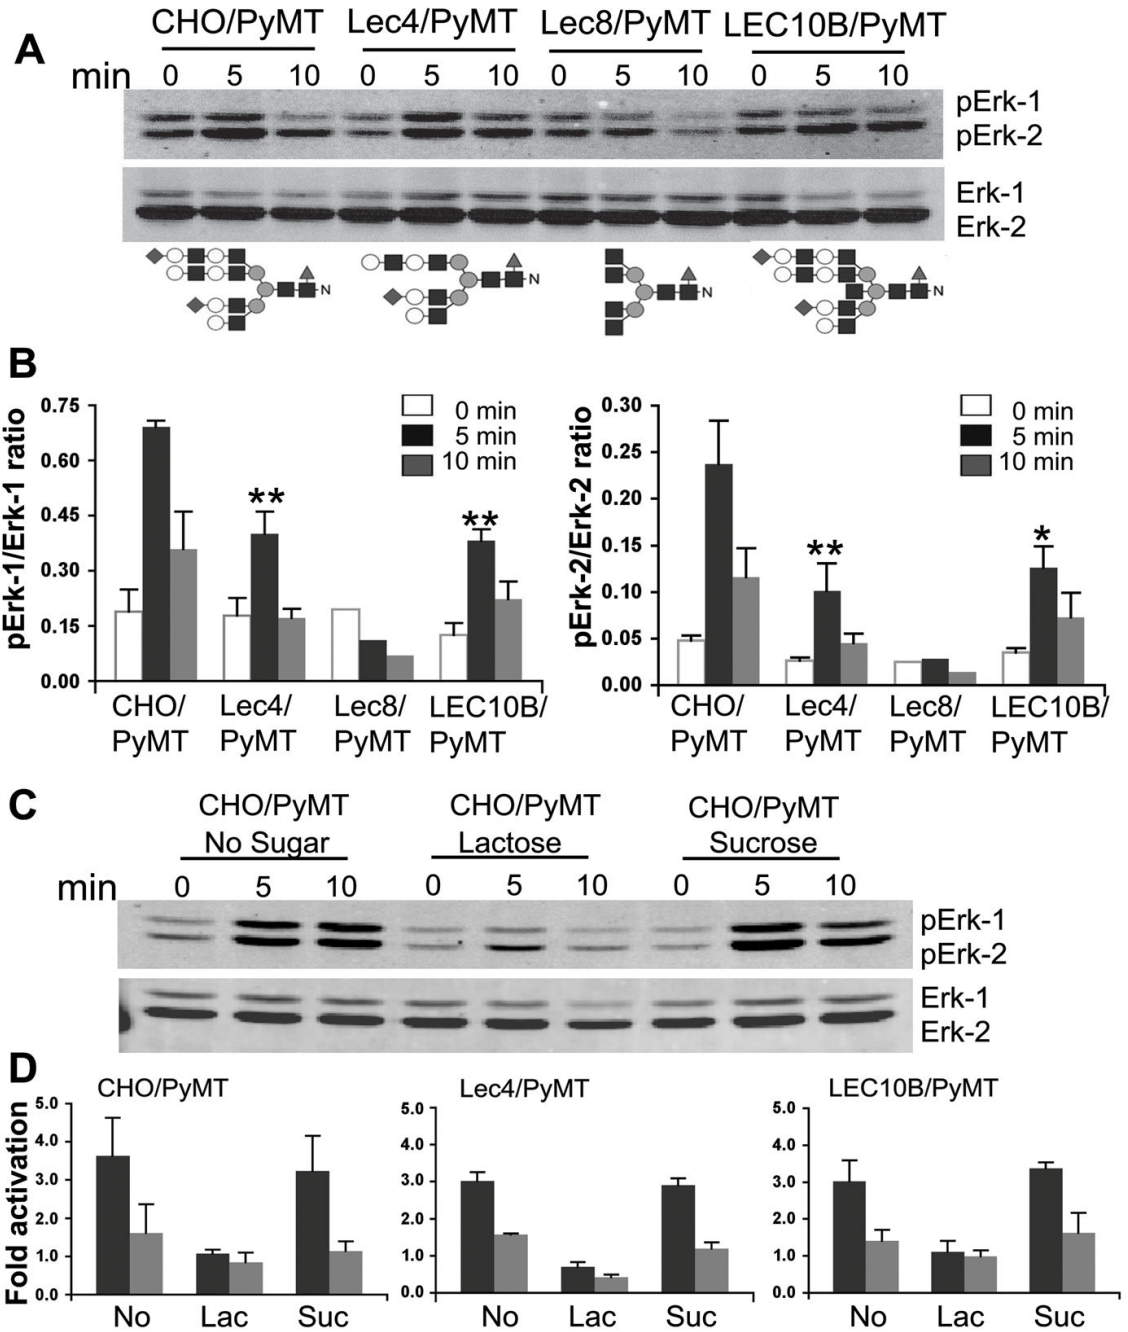 A
CHO/PyMT Lec4/PyMT Lec8/PyMT LEC10B/PyMT
min 0 5 10 0 5 10 0 5 10 0 5 10
pErk-1
pErk-2
Erk-1
Erk-2
N N N N
B
pErk-1/Erk-1 ratio
0.75
0.60
0.45
0.30
0.15
0.00
0 min
5 min
10 min
** **
CHO/ Lec4/ Lec8/ LEC10B/
PyMT PyMT PyMT PyMT
pErk-2/Erk-2 ratio
0.30
0.25
0.20
0.15
0.10
0.05
0.00
0 min
5 min
10 min
** *
CHO/ Lec4/ Lec8/ LEC10B/
PyMT PyMT PyMT PyMT
C
CHO/PyMT CHO/PyMT CHO/PyMT
No Sugar Lactose Sucrose
min 0 5 10 0 5 10 0 5 10
pErk-1
pErk-2
Erk-1
Erk-2
D
Fold activation
CHO/PyMT
5.0
4.0
3.0
2.0
1.0
0.0
No Lac Suc
Lec4/PyMT
5.0
4.0
3.0
2.0
1.0
0.0
No Lac Suc
LEC10B/PyMT
5.0
4.0
3.0
2.0
1.0
0.0
No Lac Suc